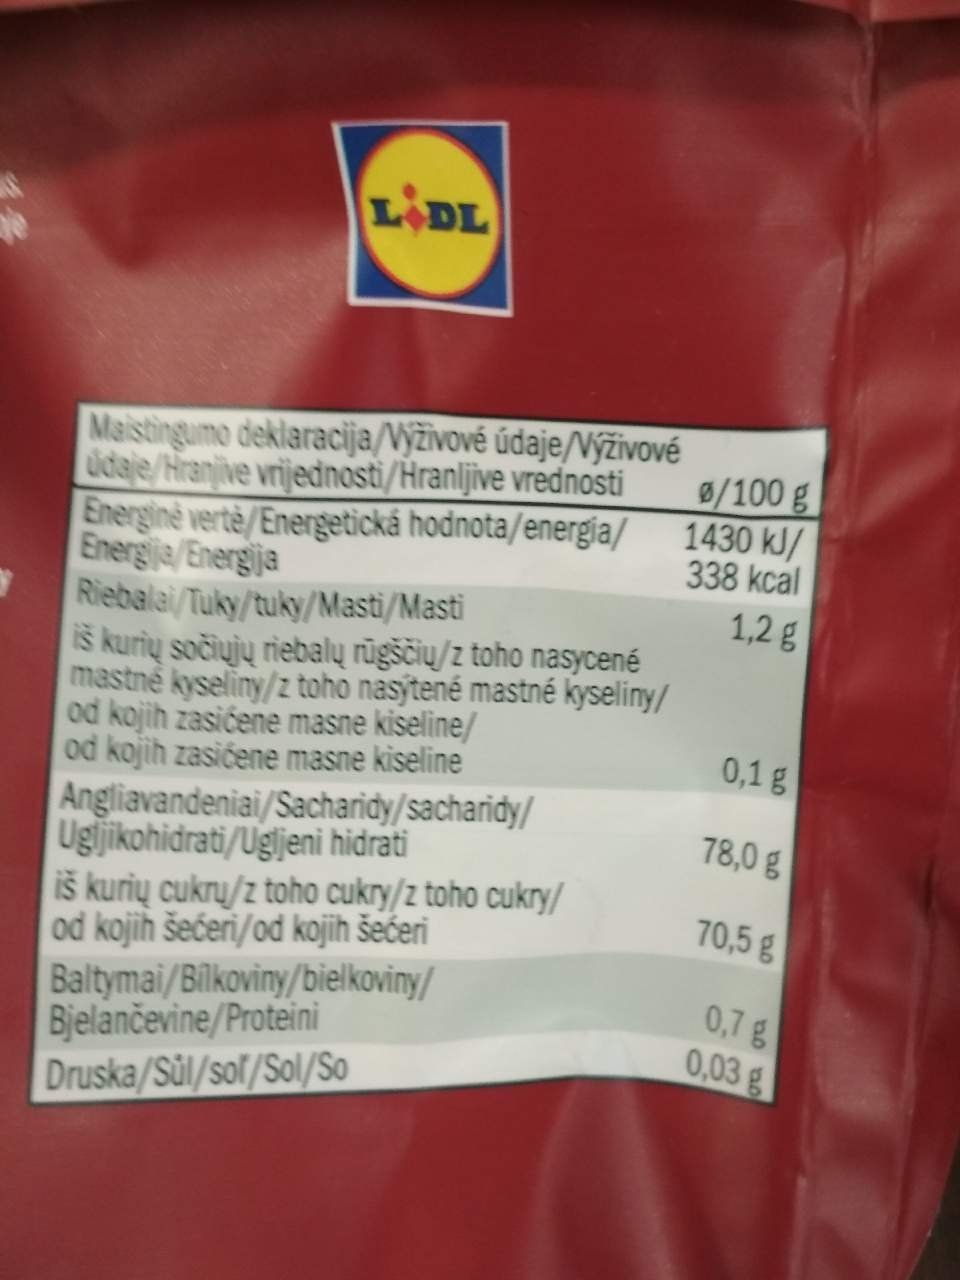 LIDL
Maistingumo deklaracija/Výživové údaje/Výživové
údaje/Hranjive vrijednosti/Hranljive vrednosti ø/100 g
Energinė vertė/Energetická hodnota/energia/ 1430 kJ/
Energija/Energija 338 kcal
Riebalai/Tuky/tuky/Masti/Masti 1,2 g
iš kurių sočiųjų riebalų rūgščių/z toho nasycené
mastné kyseliny/z toho nasýtené mastné kyseliny/
od kojih zasićene masne kiseline/
od kojih zasićene masne kiseline 0,1 g
Angliavandeniai/Sacharidy/sacharidy/
Ugljikohidrati/Ugljeni hidrati 78,0 g
iš kurių cukrų/z toho cukry/z toho cukry/
od kojih šećeri/od kojih šećeri 70,5 g
Baltymai/Bílkoviny/bielkoviny/
Bjelančevine/Proteini 0,7 g
Druska/Sůl/soľ/Sol/So 0,03 g